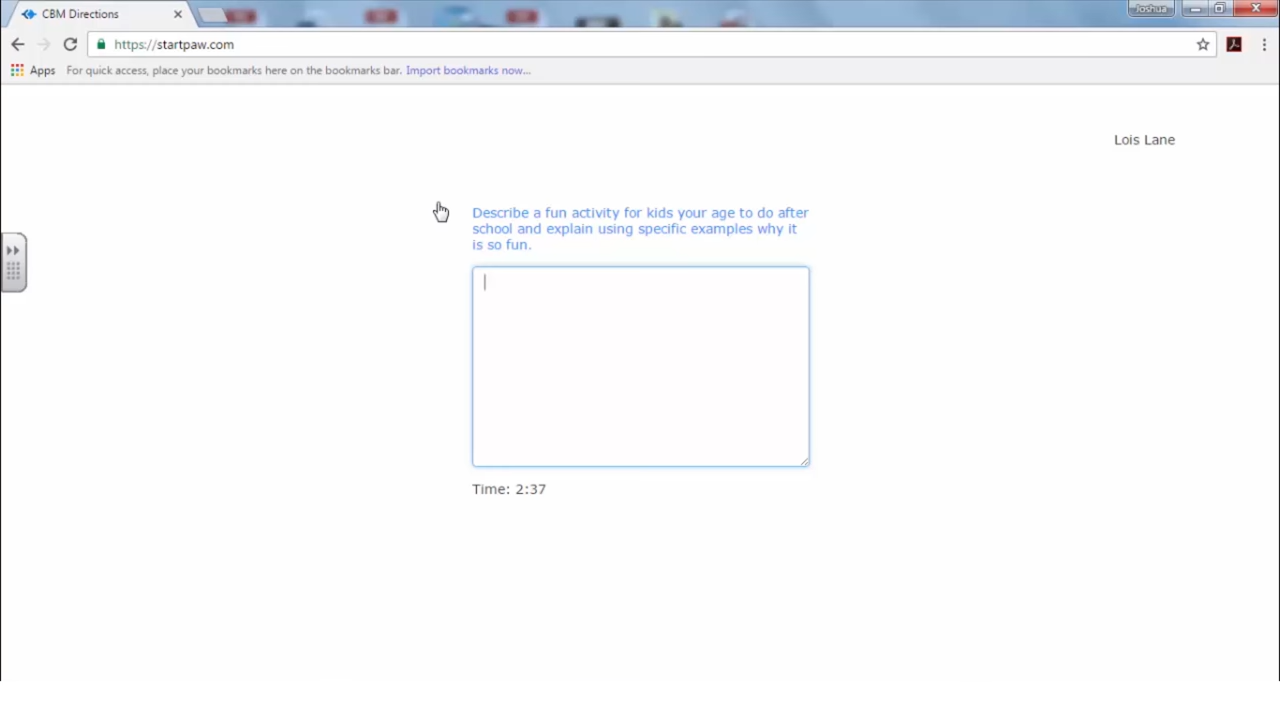 CBM Directions
Joshua
https://startpaw.com
Apps For quick access, place your bookmarks here on the bookmarks bar. Import bookmarks now...
Lois Lane
Describe a fun activity for kids your age to do after
school and explain using specific examples why it
is so fun.
Time: 2:37